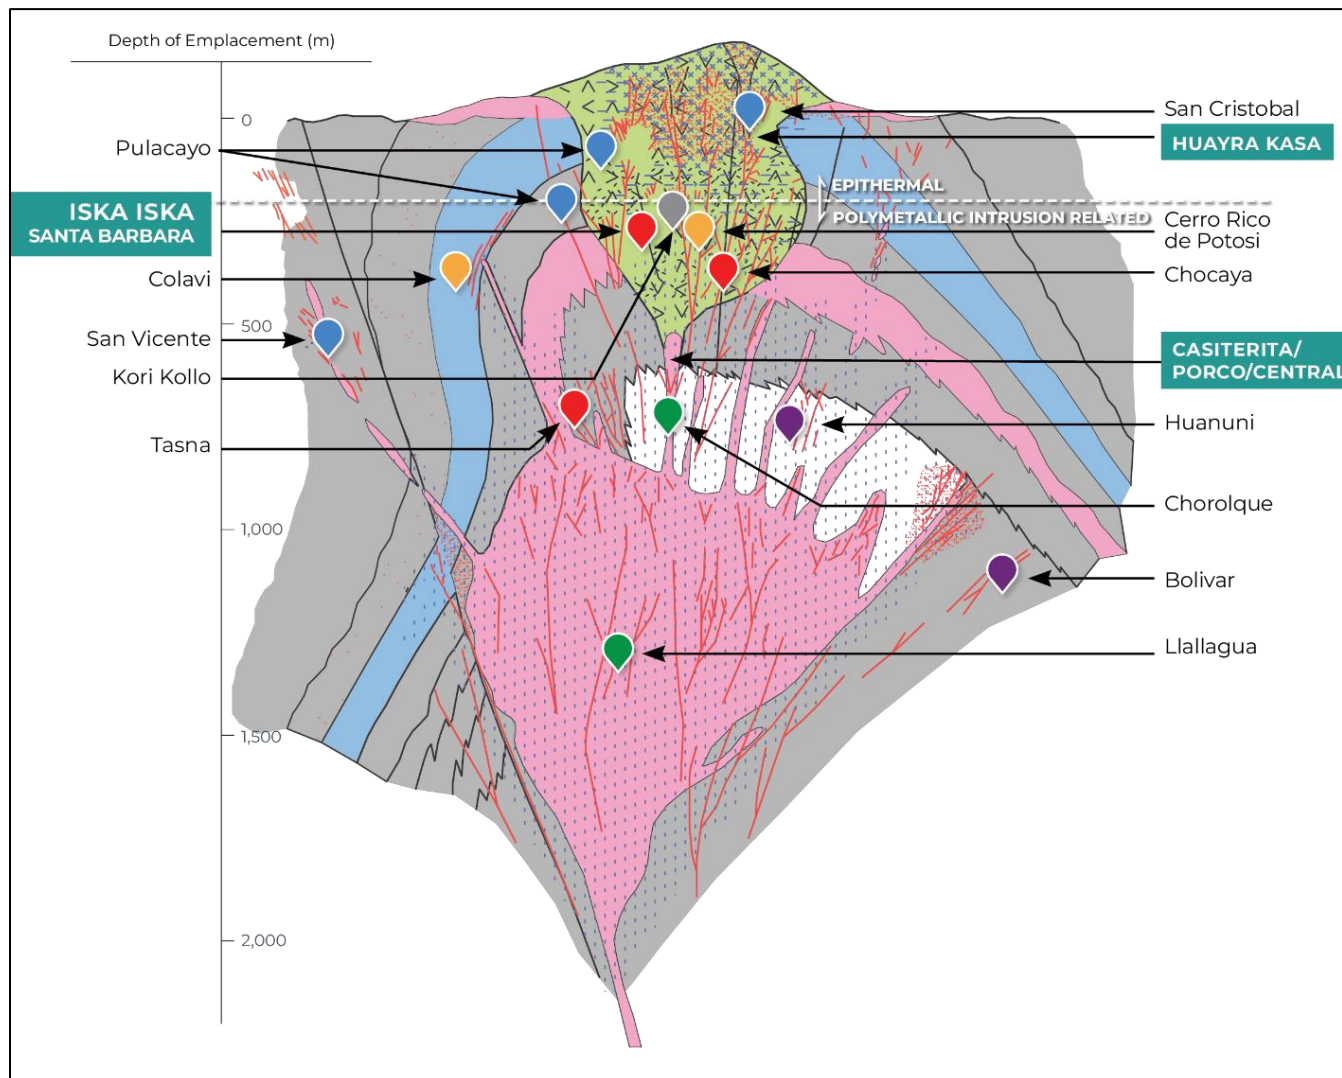 Depth of Emplacement (m)
0
Pulacayo
ISKA ISKA
SANTA BARBARA
Colavi
500
San Vicente
Kori Kollo
Tasna
1,000
1,500
2,000
EPITHERMAL
POLYMETALLIC INTRUSION RELATED
San Cristobal
HUAYRA KASA
Cerro Rico
de Potosi
Chocaya
CASITERITA/
PORCO/CENTRAL
Huanuni
Chorolque
Bolivar
Llallagua